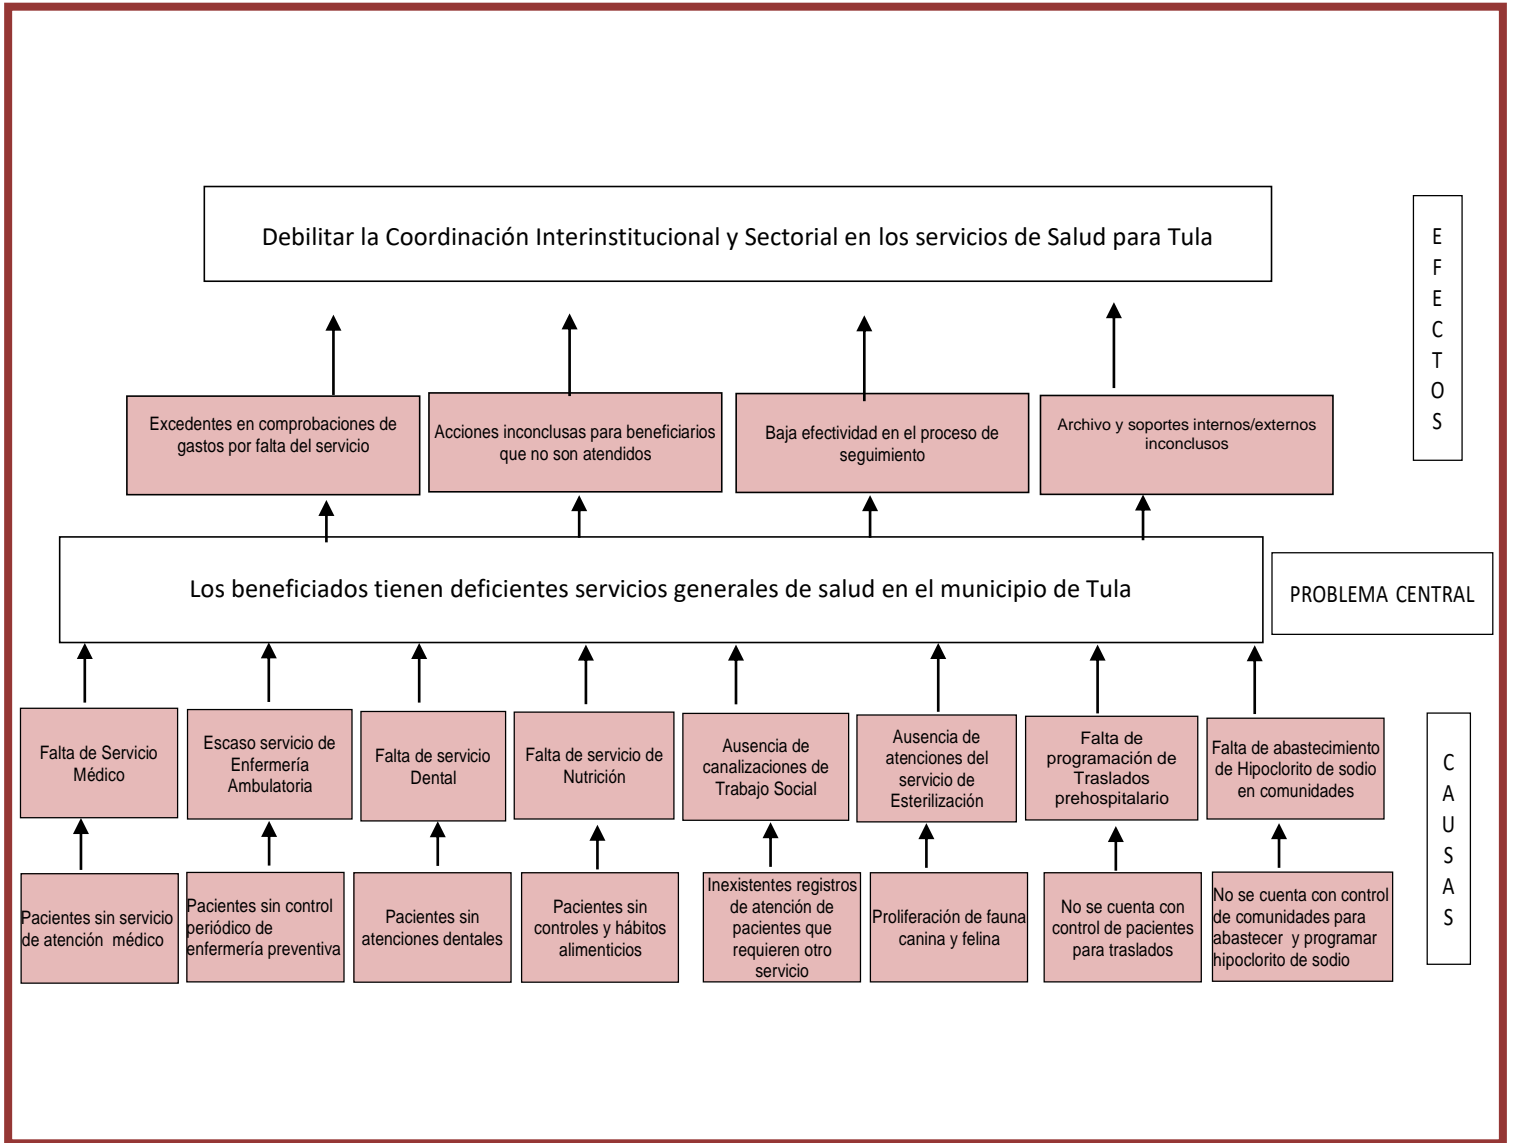 Debilitar la Coordinación Interinstitucional y Sectorial en los servicios de Salud para Tula
E
F
E
C
T
O
S
Excedentes en comprobaciones de
gastos por falta del servicio
Acciones inconclusas para beneficiarios
que no son atendidos
Baja efectividad en el proceso de
seguimiento
Archivo y soportes internos/externos
inconclusos
Los beneficiados tienen deficientes servicios generales de salud en el municipio de Tula
PROBLEMA CENTRAL
Falta de Servicio
Médico
Escaso servicio de
Enfermería
Ambulatoria
Falta de servicio
Dental
Falta de servicio de
Nutrición
Ausencia de
canalizaciones de
Trabajo Social
Ausencia de
atenciones del
servicio de
Esterilización
Falta de
programación de
Traslados
prehospitalario
Falta de abastecimiento
de Hipoclorito de sodio
en comunidades
C
A
U
S
A
S
Pacientes sin servicio
de atención médico
Pacientes sin control
periódico de
enfermería preventiva
Pacientes sin
atenciones dentales
Pacientes sin
controles y hábitos
alimenticios
Inexistentes registros
de atención de
pacientes que
requieren otro
servicio
Proliferación de fauna
canina y felina
No se cuenta con
control de pacientes
para traslados
No se cuenta con control
de comunidades para
abastecer y programar
hipoclorito de sodio